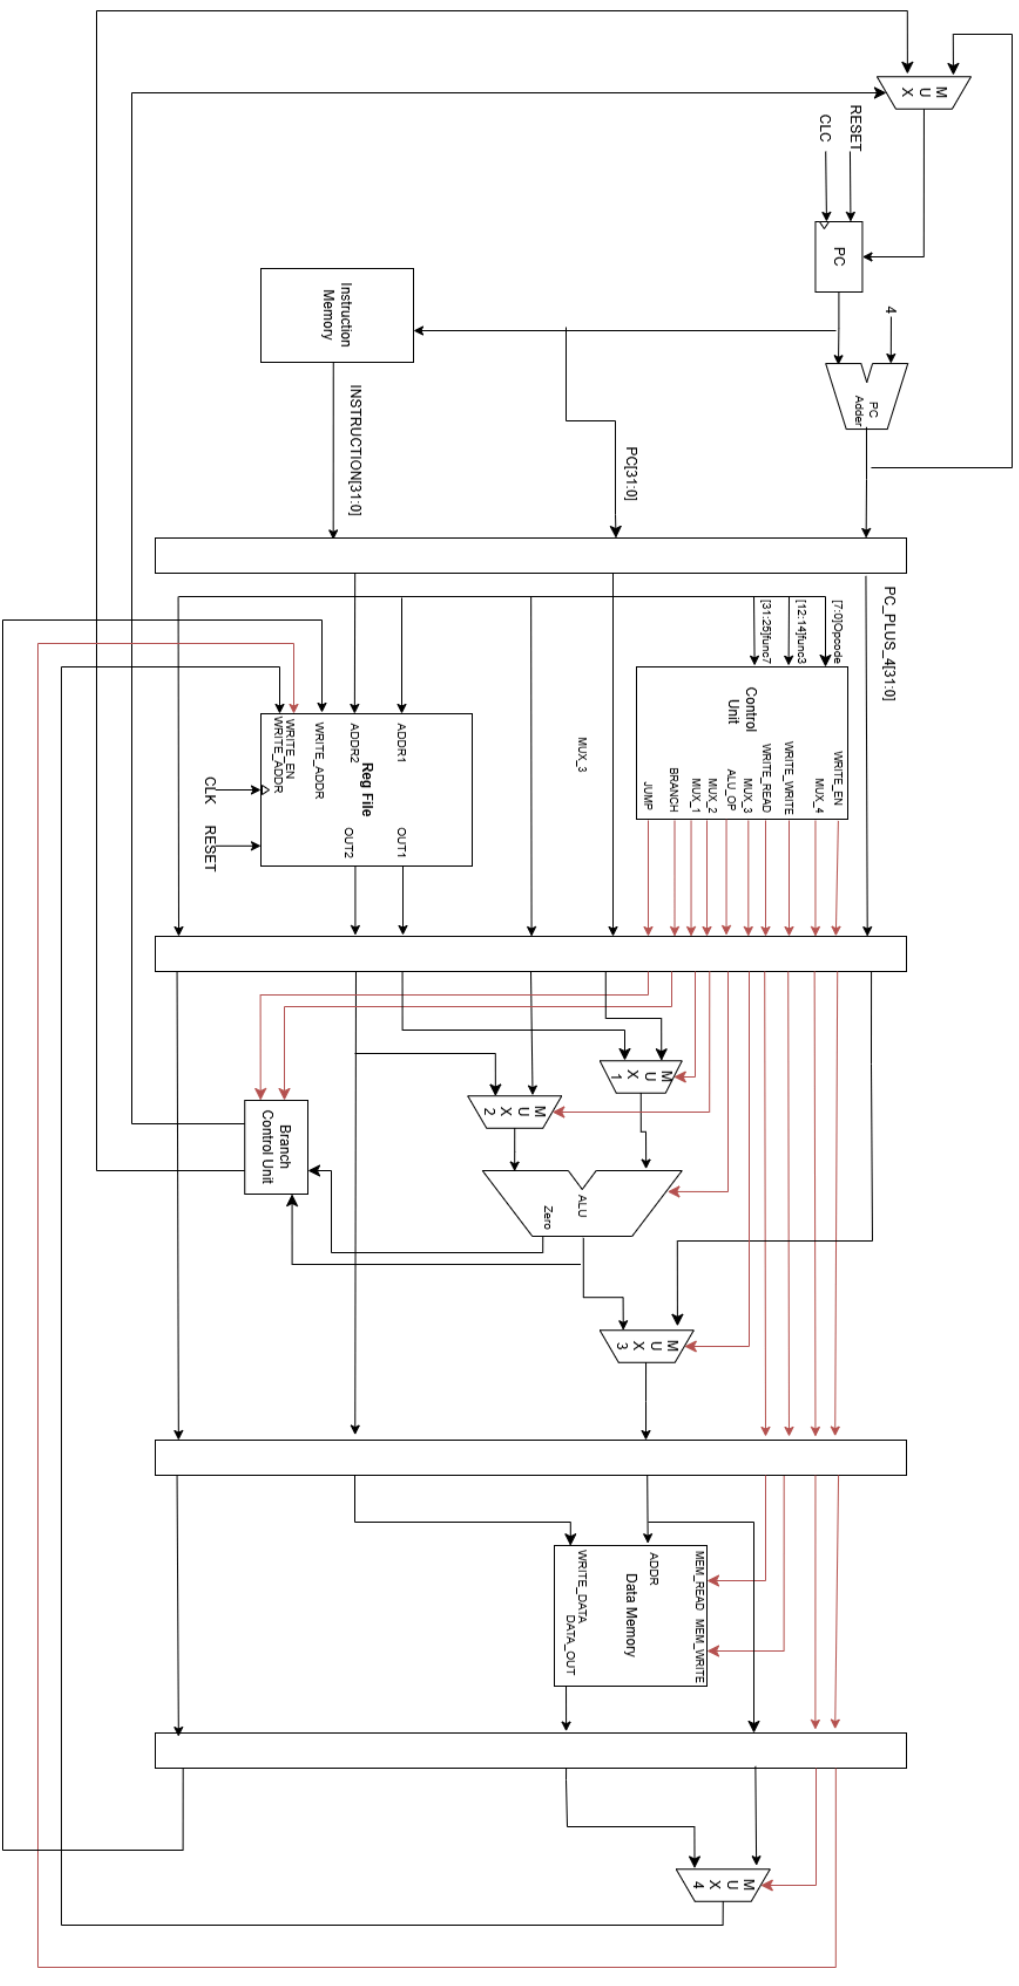 M
U
X
RESET
CLC
PC
4
PC
Adder
Instruction
Memory
INSTRUCTION[31:0]
PC[31:0]
PC_PLUS_4[31:0]
[7:0]Opcode
[12:14]func3
[31:25]func7
Control
Unit
WRITE_EN
MUX_4
WRITE_WRITE
WRITE_READ
MUX_3
ALU_OP
MUX_2
MUX_1
BRANCH
JUMP
MUX_3
ADDR1
ADDR2
WRITE_ADDR
WRITE_EN
WRITE_ADDR
Reg File
OUT1
OUT2
CLK
RESET
M
U
X
1
M
U
X
2
ALU
Zero
Branch
Control Unit
M
U
X
3
MEM_READ
MEM_WRITE
ADDR
Data Memory
WRITE_DATA
DATA_OUT
M
U
X
4